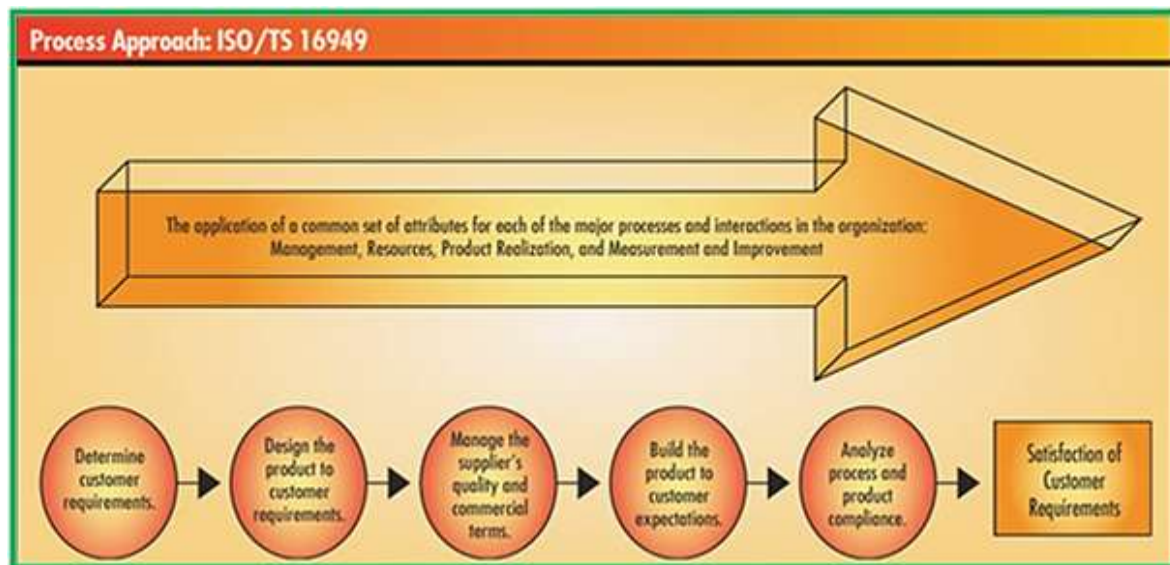 Process Approach: ISO/TS 16949
The application of a common set of attributes for each of the major processes and interactions in the organization:
Management, Resources, Product Realization, and Measurement and Improvement
Determine
customer
requirements.
Design the
product to
customer
requirements.
Manage the
supplier's
quality and
commercial
terms.
Build the
product to
customer
expectations.
Analyze
process and
product
compliance.
Satisfaction of
Customer
Requirements